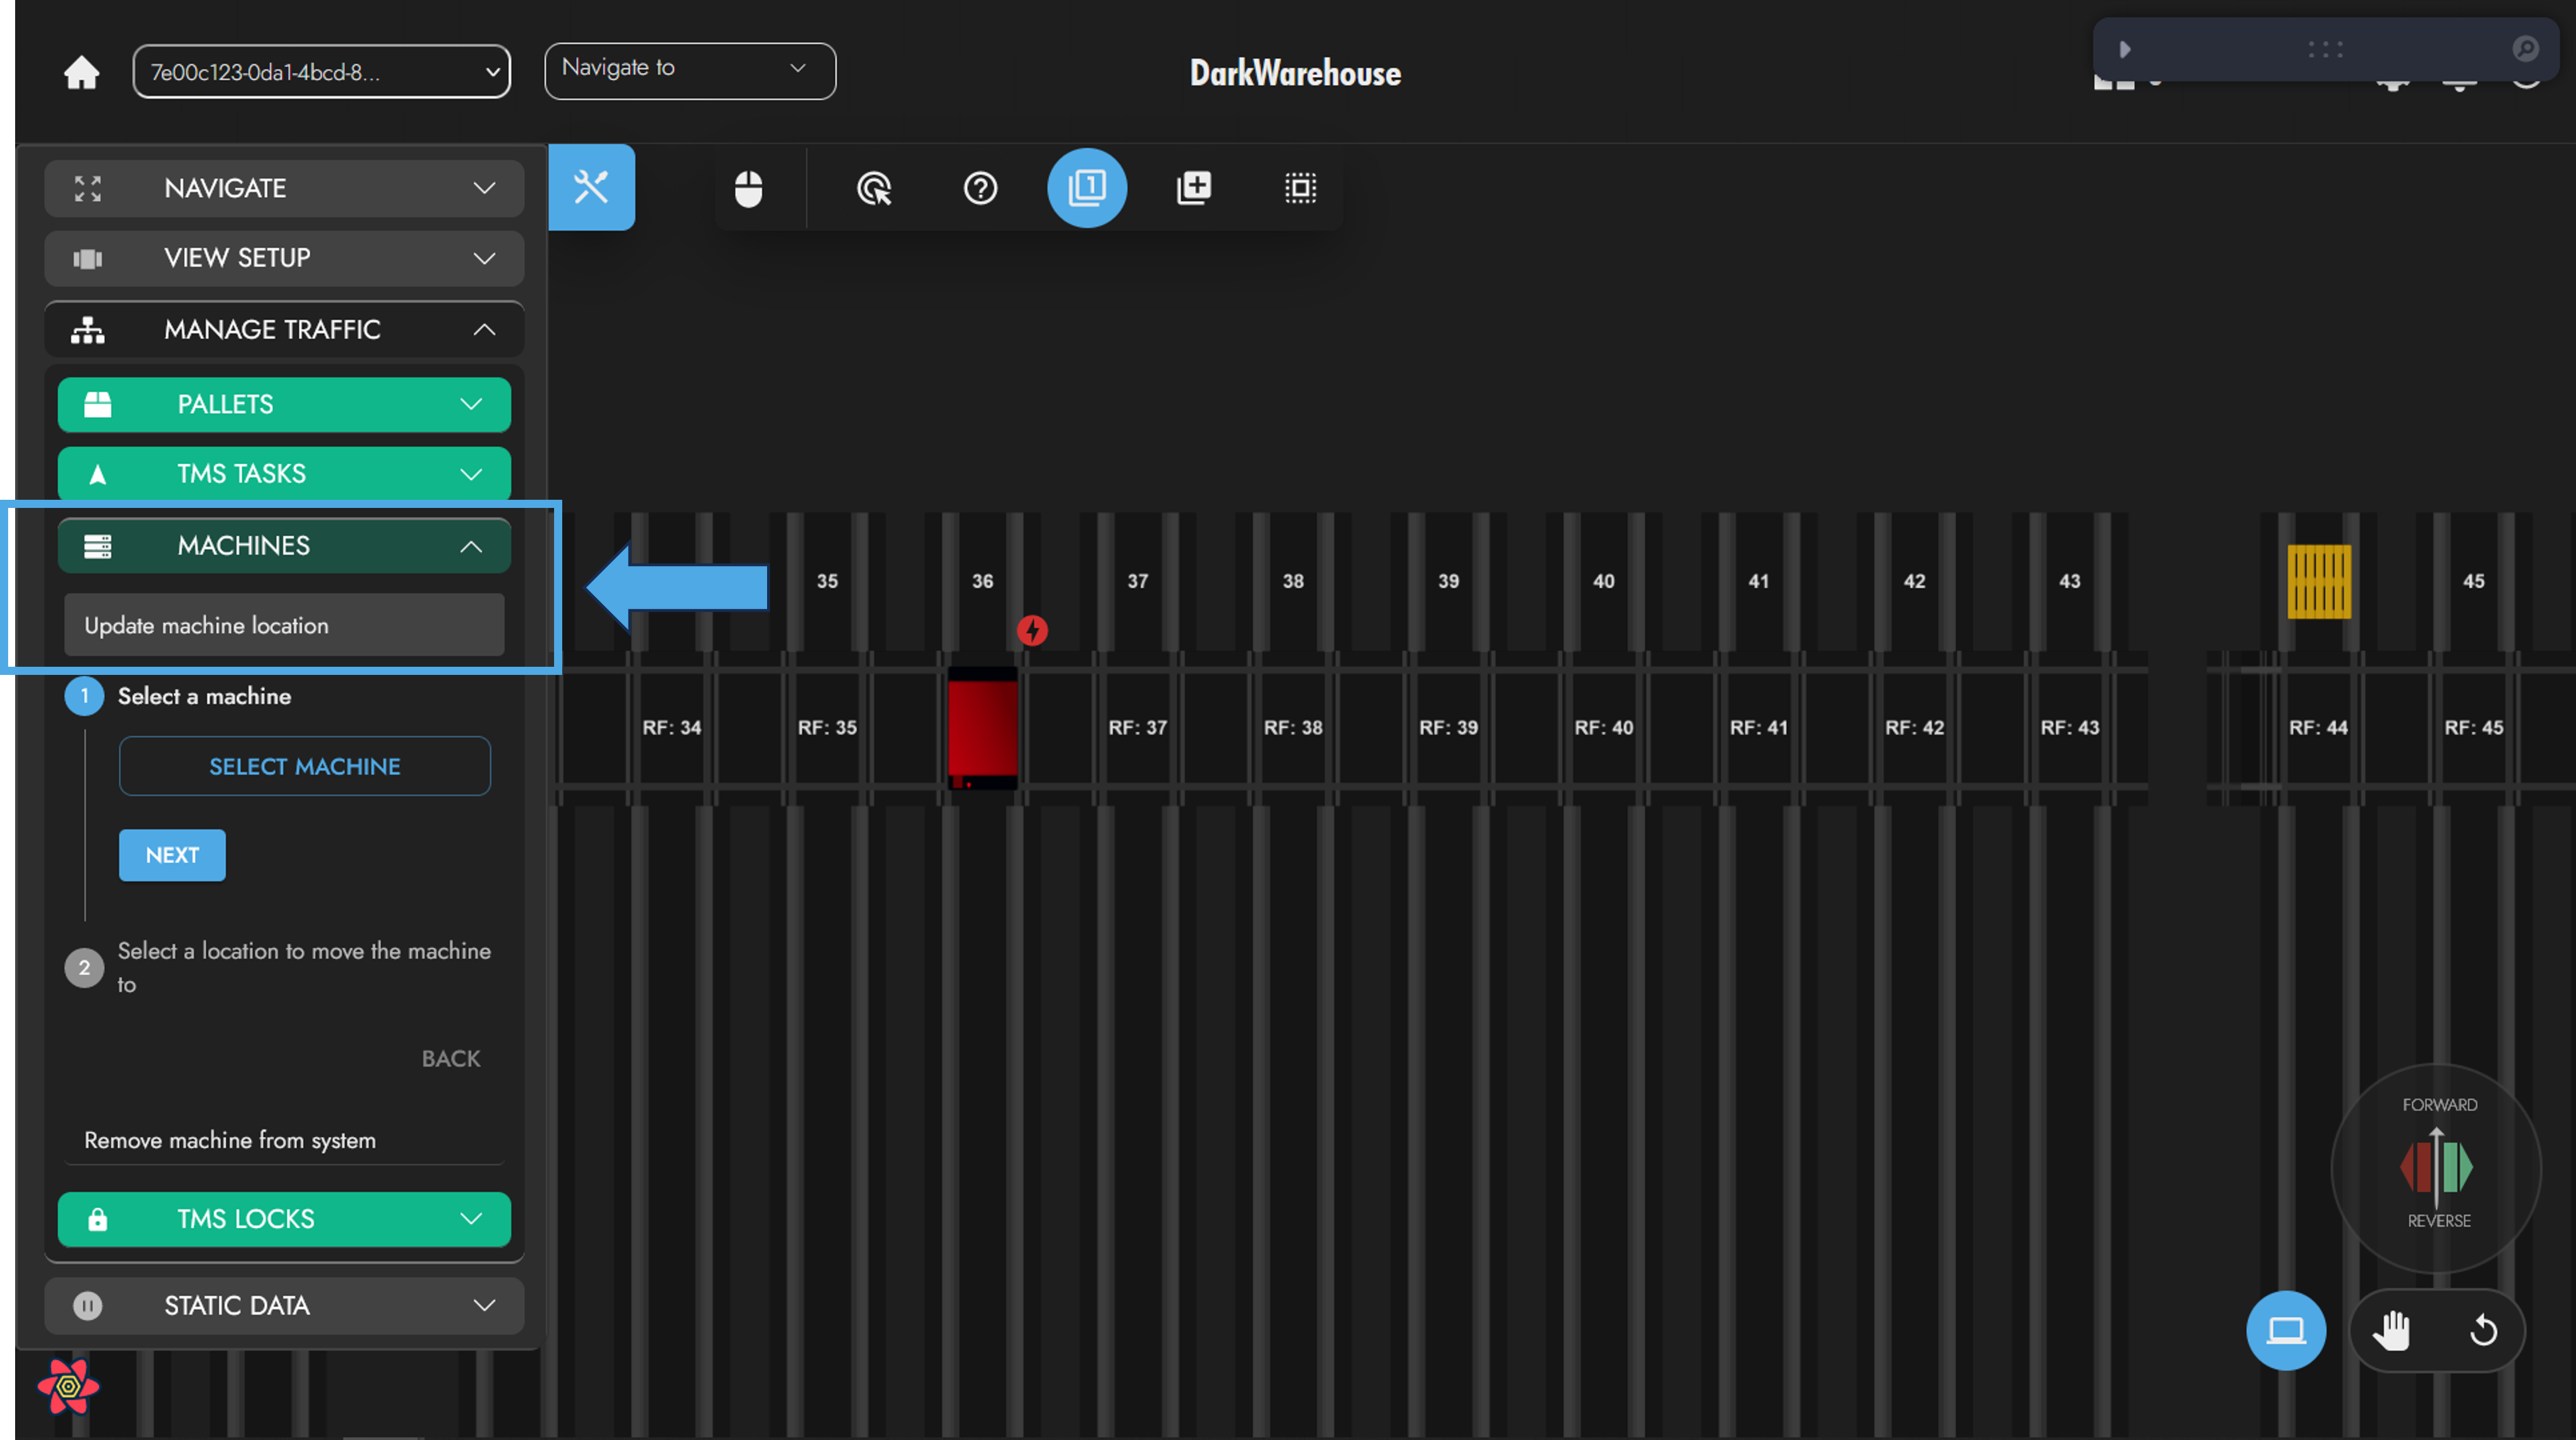 7e00c123-0da1-4bcd-8...
Navigate to
DarkWarehouse
NAVIGATE
VIEW SETUP
MANAGE TRAFFIC
PALLETS
TMS TASKS
MACHINES
Update machine location
1 Select a machine
SELECT MACHINE
NEXT
2 Select a location to move the machine
to
BACK
Remove machine from system
TMS LOCKS
STATIC DATA
1
35 36 37 38 39 40 41 42 43 45
RF: 34 RF: 35 RF: 37 RF: 38 RF: 39 RF: 40 RF: 41 RF: 42 RF: 43 RF: 44 RF: 45
FORWARD
REVERSE